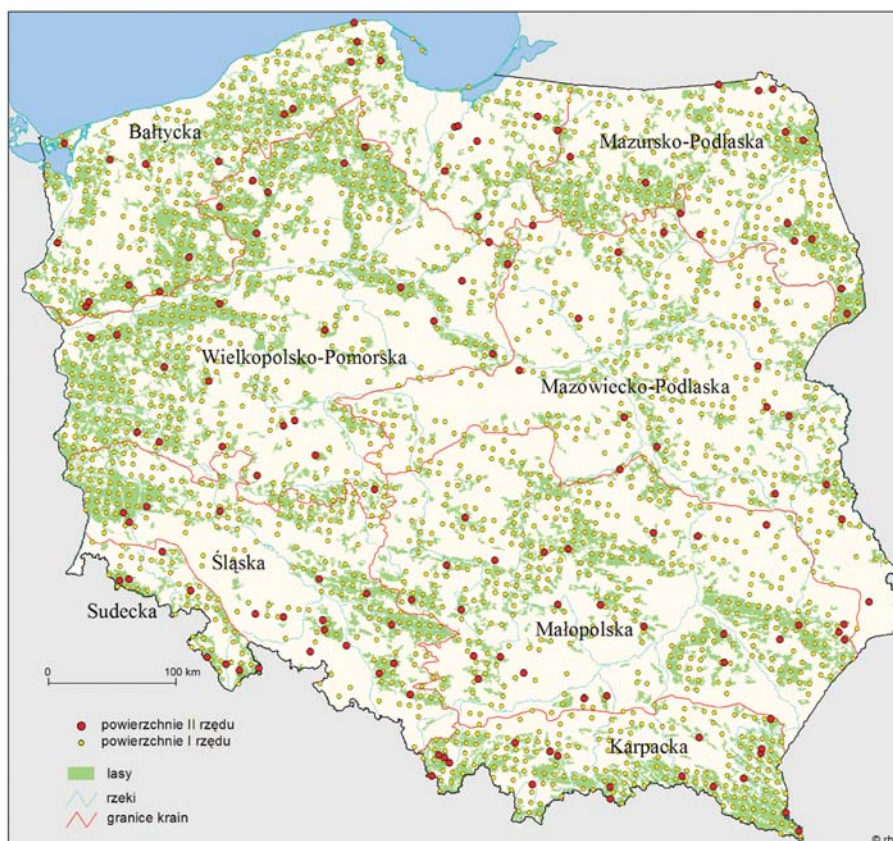 Bałtycka
Mazursko-Podlaska
Wielkopolsko-Pomorska
Mazowiecko-Podlaska
Śląska
Sudecka
Małopolska
0 100 km
Karpacka
powierzchnie II rzędu
powierzchnie I rzędu
lasy
rzeki
granice krain
© rb